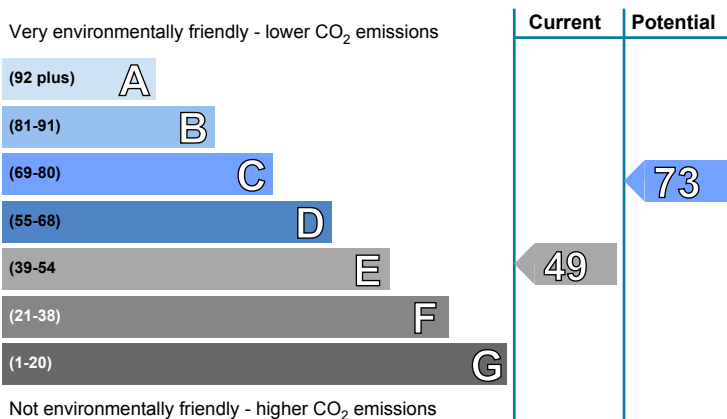 Current Potential
Very environmentally friendly - lower CO2 emissions
(92 plus) A
(81-91) B
(69-80) C
73
(55-68) D
(39-54 E
49
(21-38) F
(1-20) G
Not environmentally friendly - higher CO2 emissions